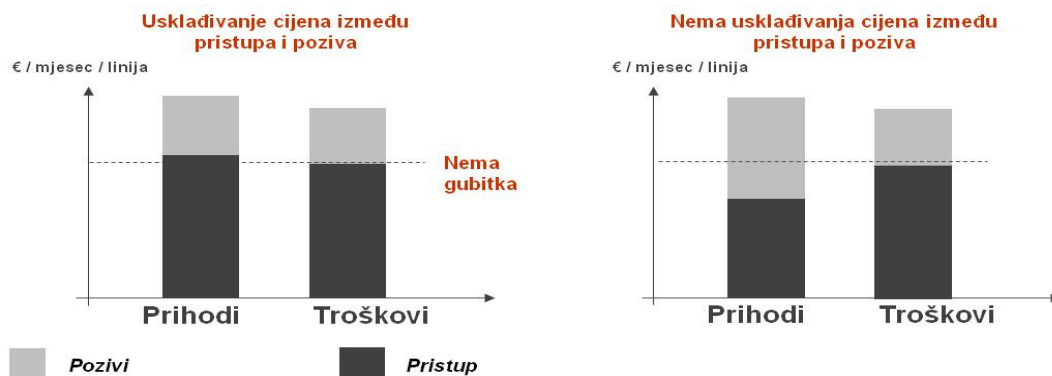 Usklađivanje cijena između
pristupa i poziva
€ / mjesec / linija
Nema
gubitka
Prihodi
Troškovi
Nema usklađivanja cijena između
pristupa i poziva
€ / mjesec / linija
Prihodi
Troškovi
Pozivi
Pristup